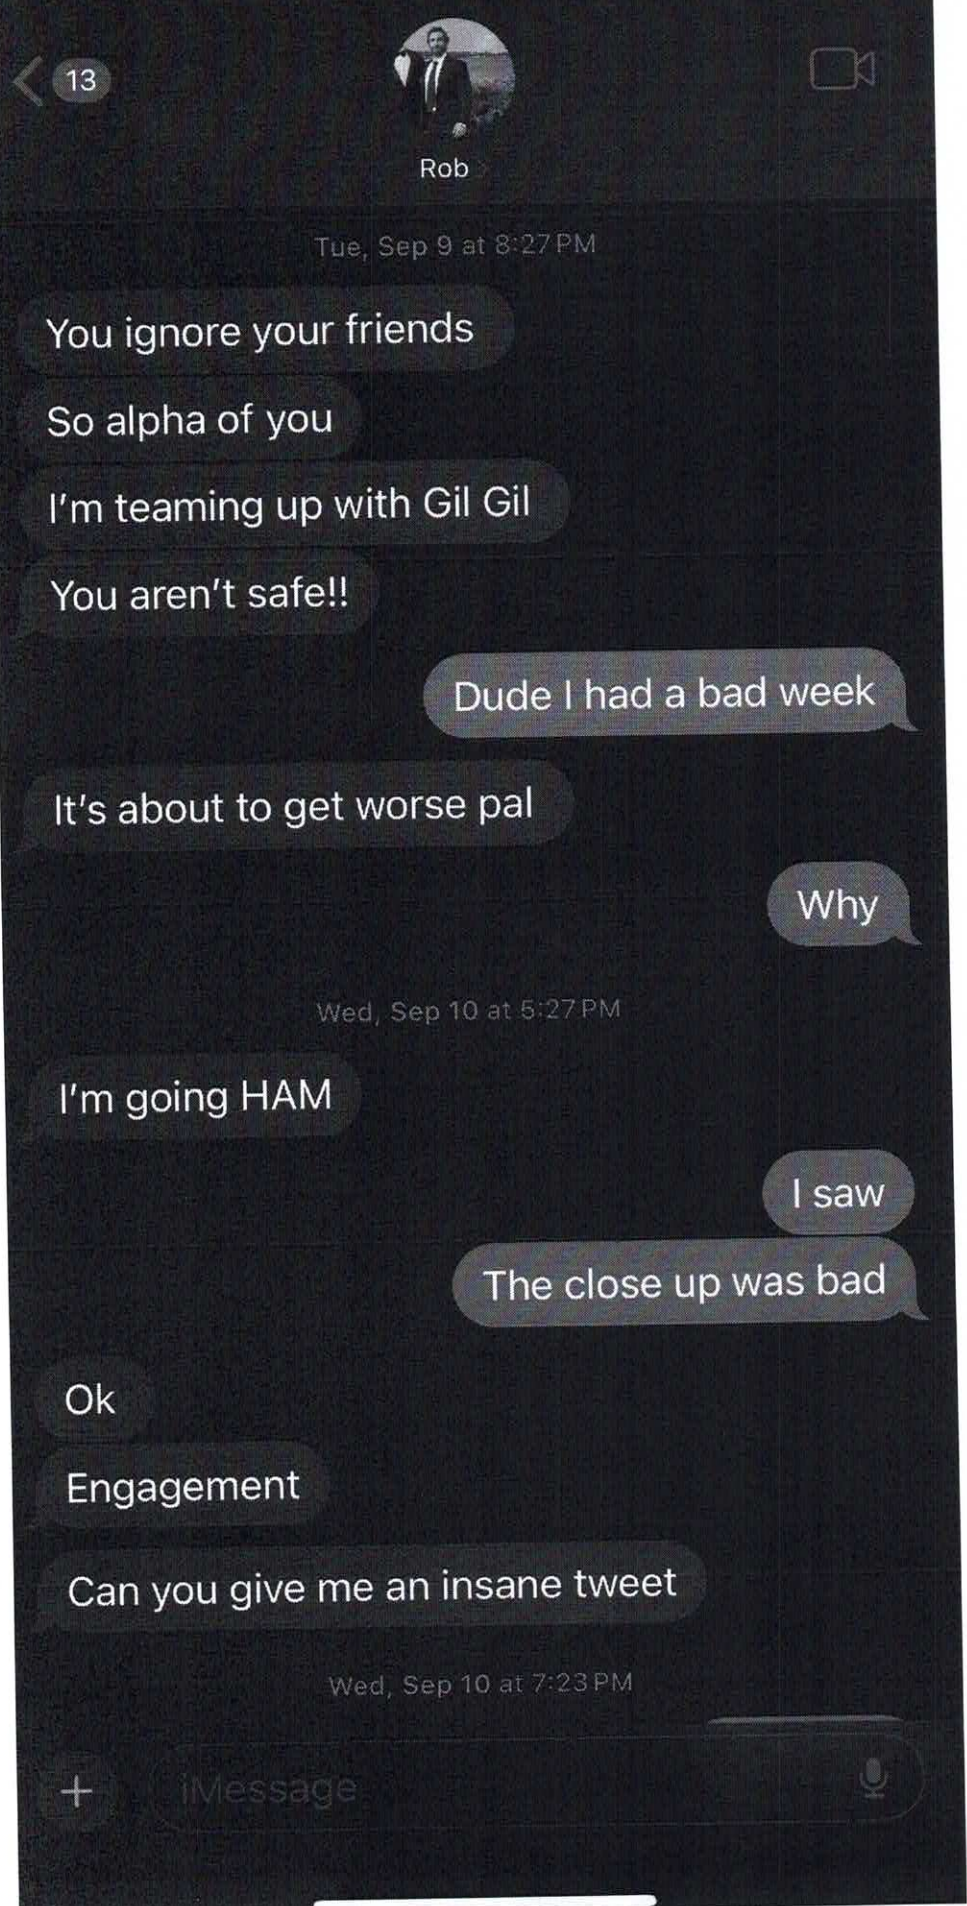 13
Rob
Tue, Sep 9 at 8:27 PM
You ignore your friends
So alpha of you
I'm teaming up with Gil Gil
You aren't safe!!
Dude I had a bad week
It's about to get worse pal
Why
Wed, Sep 10 at 5:27 PM
I'm going HAM
I saw
The close up was bad
Ok
Engagement
Can you give me an insane tweet
Wed, Sep 10 at 7:23 PM
iMessage